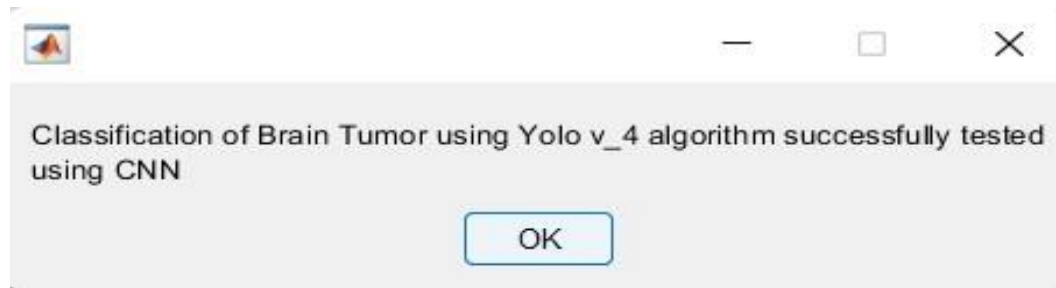 Classification of Brain Tumor using Yolo v_4 algorithm successfully tested
using CNN
OK